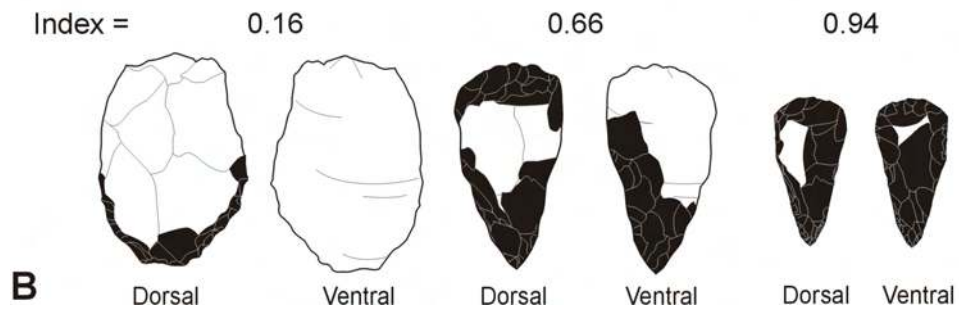 Index = 0.16 0.66 0.94
B Dorsal Ventral Dorsal Ventral Dorsal Ventral